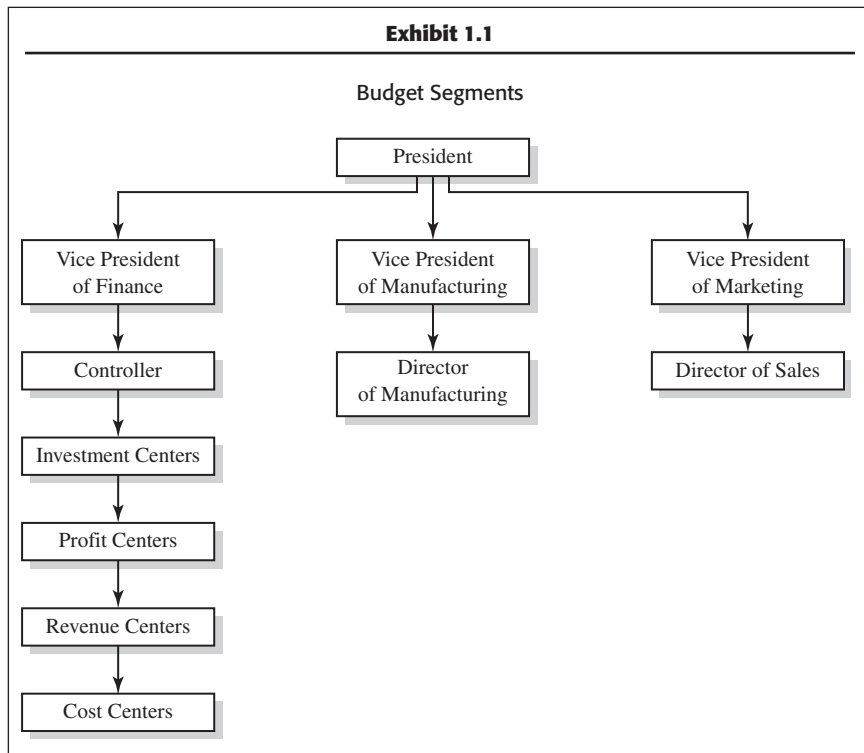 Exhibit 1.1
Budget Segments
President
Vice President
of Finance
Vice President
of Manufacturing
Vice President
of Marketing
Controller
Director
of Manufacturing
Director of Sales
Investment Centers
Profit Centers
Revenue Centers
Cost Centers